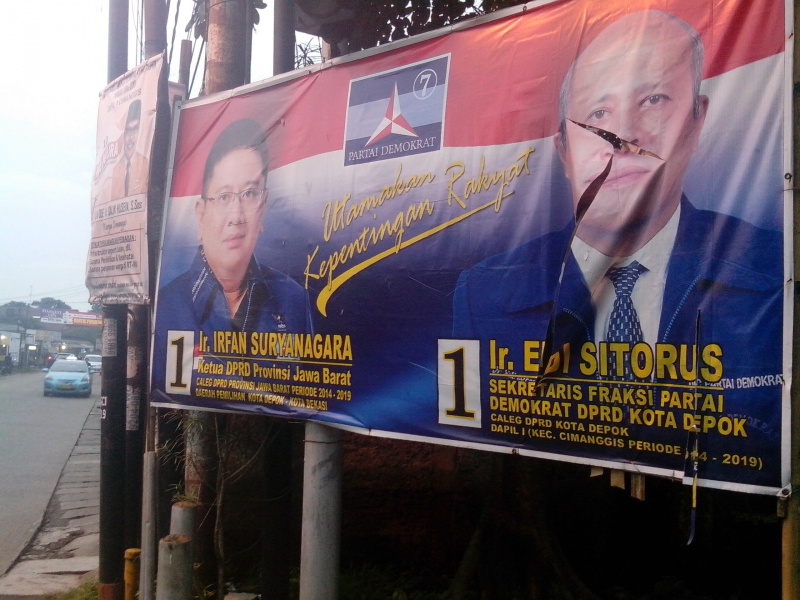 7
PARTAI DEMOKRAT
Utamakan
Kepentingan Rakyat
1
Ir. IRFAN SURYANAGARA
Ketua DPRD Provinsi Jawa Barat
CALEG DPRD PROVINSI JAWA BARAT PERIODE 2014 - 2019
DAERAH PEMILIHAN, KOTA DEPOK - KOTA BEKASI
1
Ir. EDI SITORUS
SEKRETARIS FRAKSI PARTAI
DEMOKRAT DPRD KOTA DEPOK
CALEG DPRD KOTA DEPOK
DAPIL I (KEC. CIMANGGIS PERIODE 14 - 2019)
PARTAI DEMOKRAT